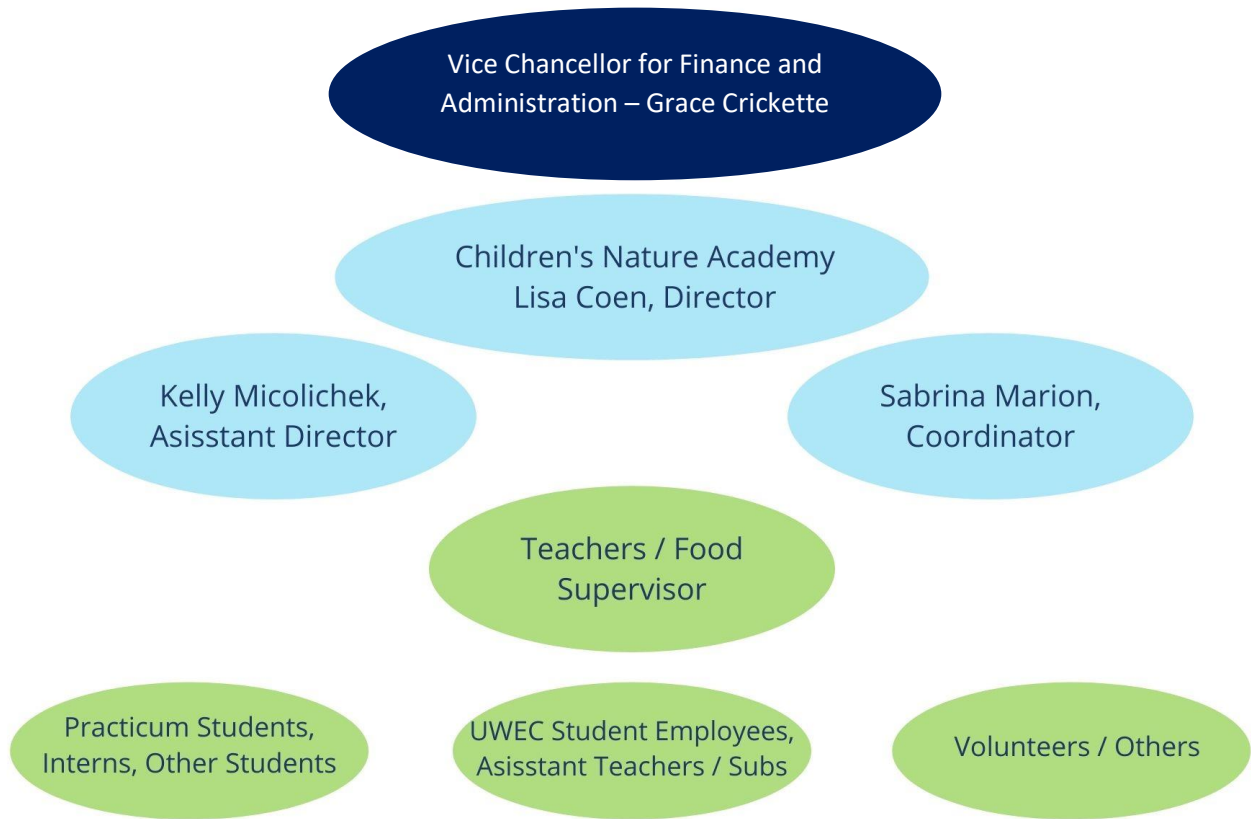 Vice Chancellor for Finance and
Administration – Grace Crickette
Children's Nature Academy
Lisa Coen, Director
Kelly Micolichek,
Asisstant Director
Sabrina Marion,
Coordinator
Teachers / Food
Supervisor
Practicum Students,
Interns, Other Students
UWEC Student Employees,
Asisstant Teachers / Subs
Volunteers / Others